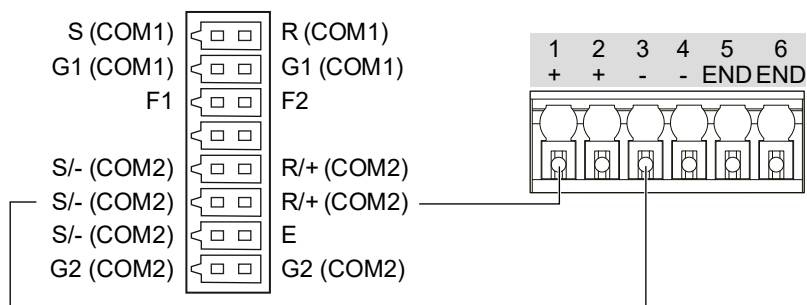 S (COM1) R (COM1)
G1 (COM1) G1 (COM1)
F1 F2
S/- (COM2) R/+ (COM2)
S/- (COM2) R/+ (COM2)
S/- (COM2) E
G2 (COM2) G2 (COM2)
1 2 3 4 5 6
+ + - - END END